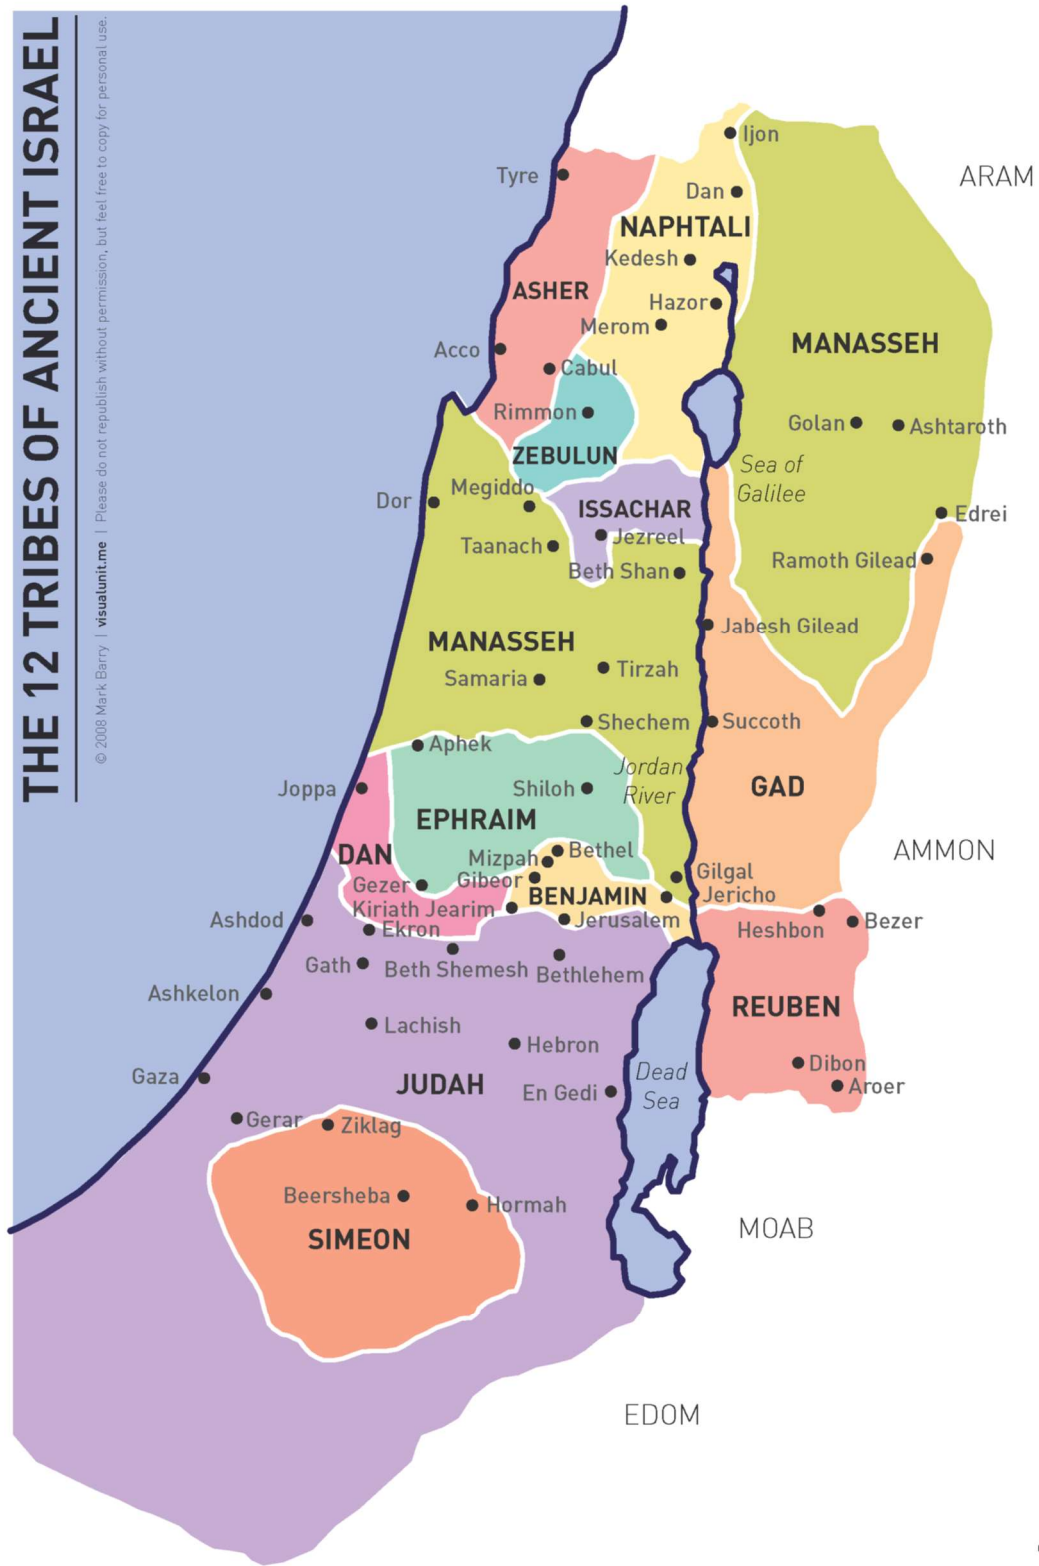 THE 12 TRIBES OF ANCIENT ISRAEL
© 2008 Mark Barry | visualunit.me | Please do not republish without permission, but feel free to copy for personal use.
Ijon
ARAM
Tyre
Dan
NAPHTALI
Kedesh
ASHER
Hazor
Merom
MANASSEH
Acco
Cabul
Rimmon
Golan
Ashtaroth
ZEBULUN
Sea of
Galilee
Megiddo
Dor
ISSACHAR
Edrei
Jezreel
Taanach
Ramoth Gilead
Beth Shan
Jabesh Gilead
MANASSEH
Tirzah
Samaria
Shechem
Succoth
Aphek
Jordan
River
Joppa
Shiloh
GAD
EPHRAIM
DAN
Bethel
Mizpah
AMMON
Gibeor
Gilgal
Gezer
BENJAMIN
Jericho
Kiriath Jearim
Ashdod
Jerusalem
Bezer
Heshbon
Ekron
Gath
Beth Shemesh
Bethlehem
Ashkelon
REUBEN
Lachish
Hebron
Dibon
Gaza
Dead
Sea
JUDAH
Aroer
En Gedi
Gerar
Ziklag
Beersheba
Hormah
MOAB
SIMEON
EDOM